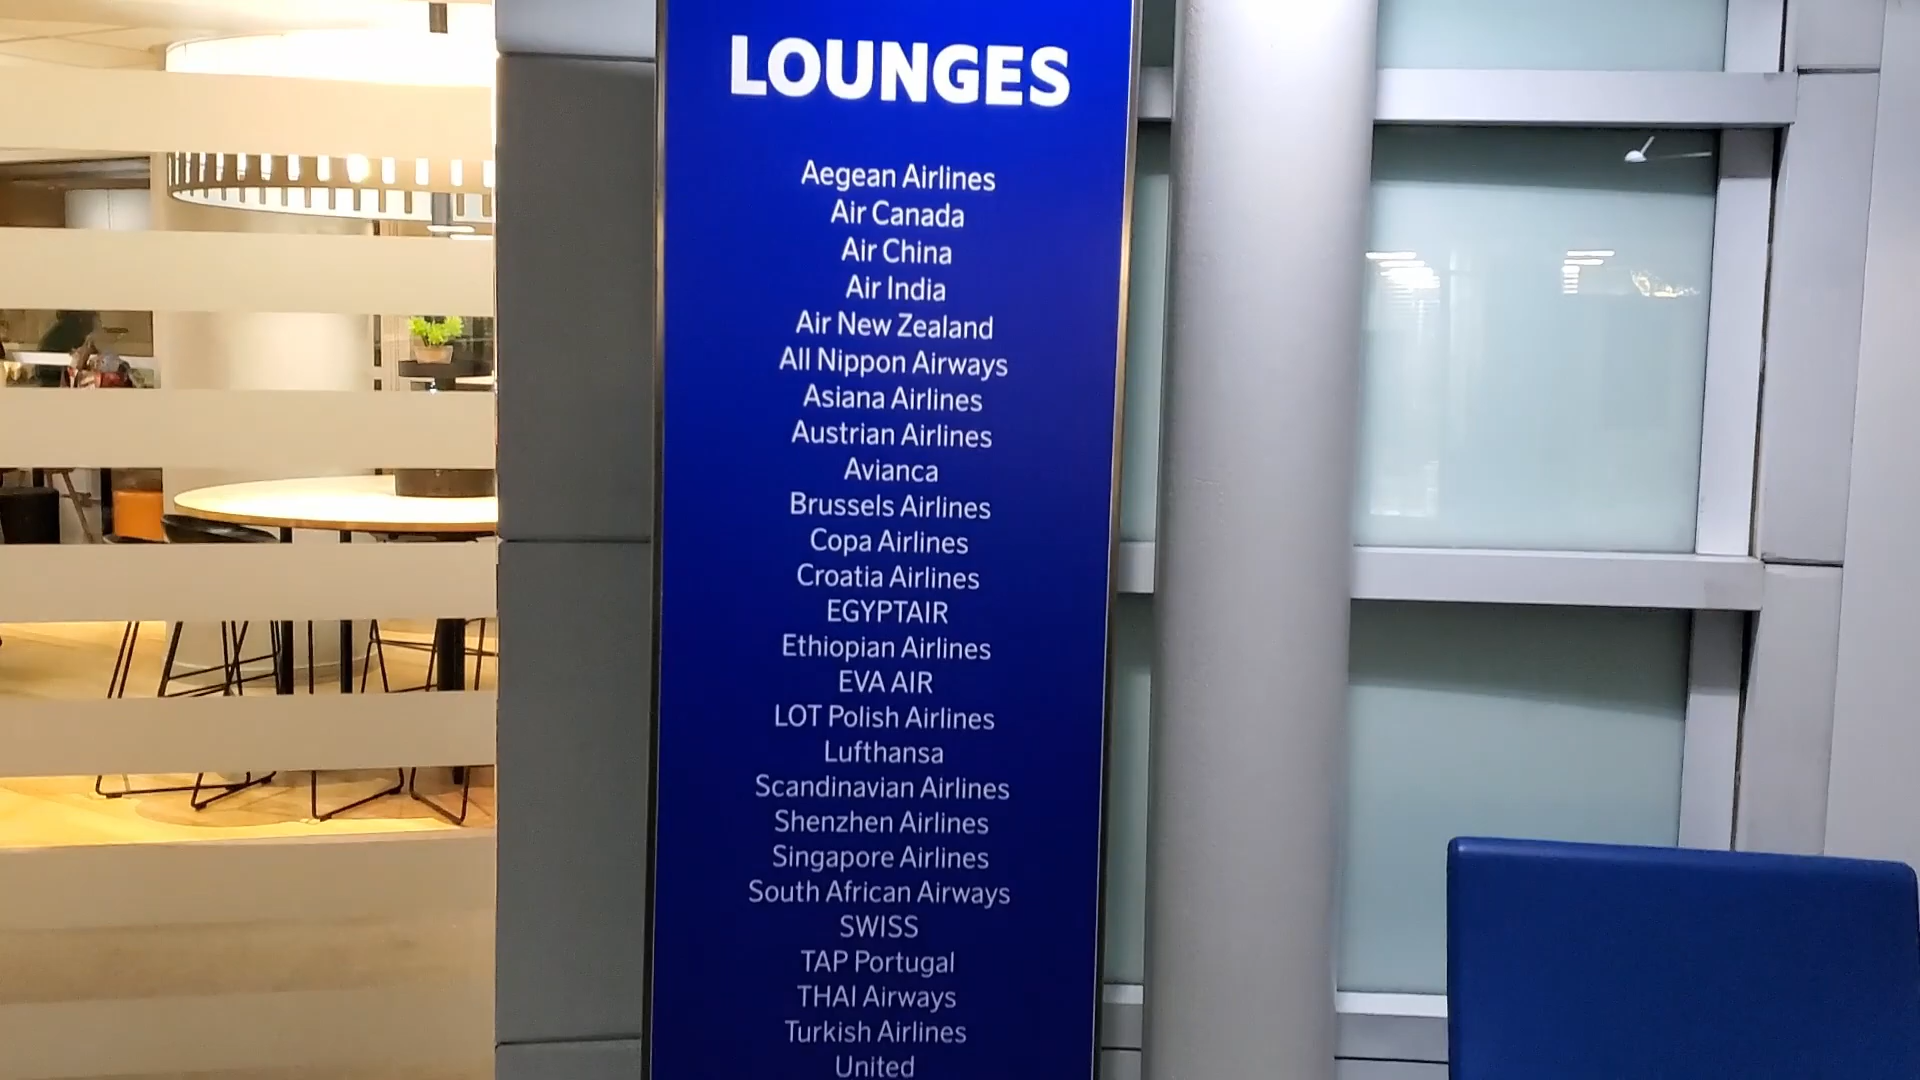 LOUNGES
Aegean Airlines
Air Canada
Air China
Air India
Air New Zealand
All Nippon Airways
Asiana Airlines
Austrian Airlines
Avianca
Brussels Airlines
Copa Airlines
Croatia Airlines
EGYPTAIR
Ethiopian Airlines
EVA AIR
LOT Polish Airlines
Lufthansa
Scandinavian Airlines
Shenzhen Airlines
Singapore Airlines
South African Airways
SWISS
TAP Portugal
THAI Airways
Turkish Airlines
United